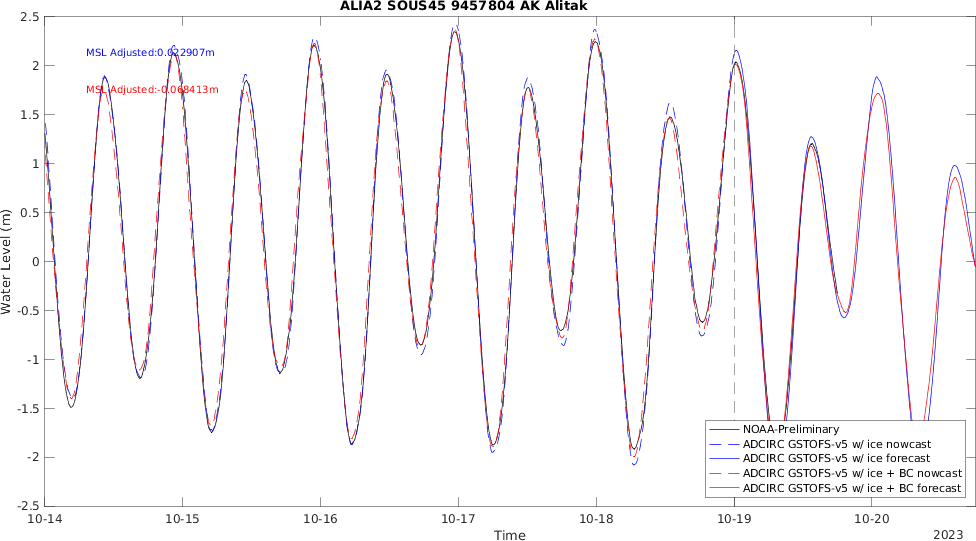 ALIA2 SOUS45 9457804 AK Alitak
2.5
MSL Adjusted:0.022907m
2
MSL Adjusted:-0.068413m
1.5
1
0.5
Water Level (m)
0
-0.5
-1
-1.5
NOAA-Preliminary
ADCIRC GSTOFS-v5 w/ ice nowcast
-2
ADCIRC GSTOFS-v5 w/ ice forecast
ADCIRC GSTOFS-v5 w/ ice + BC nowcast
ADCIRC GSTOFS-v5 w/ ice + BC forecast
-2.5
10-14 10-15 10-16 10-17 10-18 10-19 10-20
Time
2023